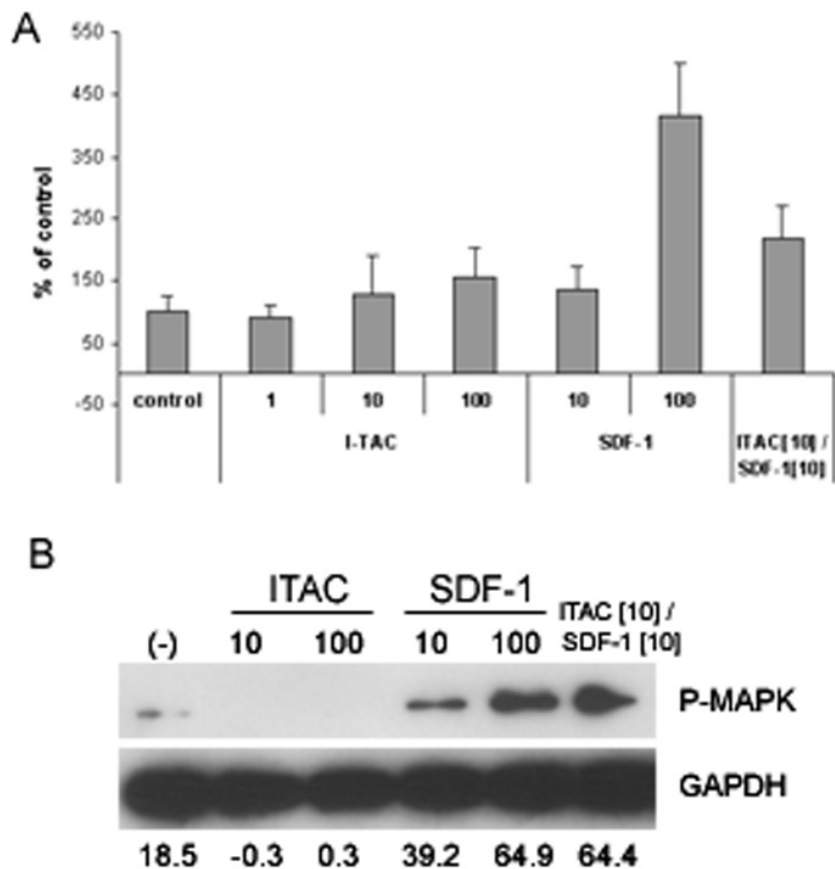 A
550
450
350
250
150
50
-50
% of control
control 1 10 100 10 100
I-TAC SDF-1 ITAC[10] /
SDF-1[10]
B
ITAC SDF-1 ITAC [10] /
(-) 10 100 10 100 SDF-1 [10]
P-MAPK
GAPDH
18.5 -0.3 0.3 39.2 64.9 64.4